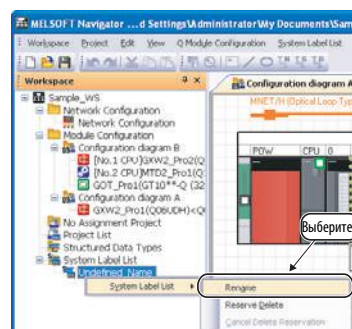 MELSOFT Navigator ...d Settings\Administrator\My Documents\Sam
Workspace Project Edit View Q Module Configuration System Label List
Workspace
Configuration diagram A
Sample_WS
MNET/H (Optical Loop Typ
Network Configuration
Network Configuration
Module Configuration
Configuration diagram B
POW CPU 0
[No.1 CPU]GXW2_Pro2(Q
[No.2 CPU]MTD2_Pro1(Q
GOT_Pro1(GT10**-Q (32
Configuration diagram A
GXW2_Pro1(Q06UDH)<Q
No Assignment Project
Выберите
Project List
Structured Data Types
System Label List
Undefined_Name
System Label List
Rename
Reserve Delete
Cancel Delete Reservation